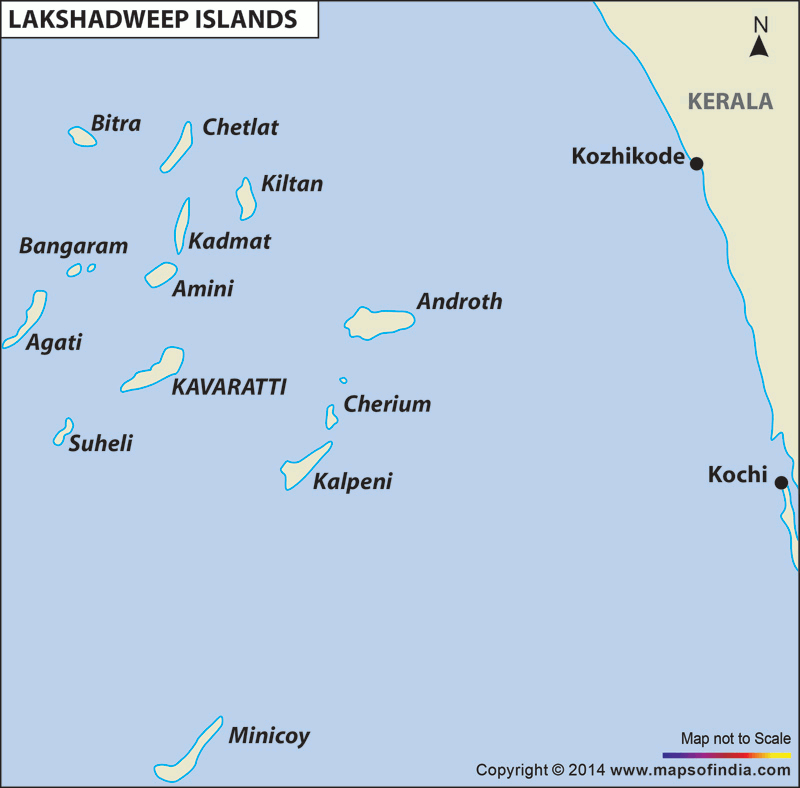 LAKSHADWEEP ISLANDS
N
KERALA
Bitra
Chetlat
Kozhikode
Kiltan
Kadmat
Bangaram
Amini
Androth
Agati
KAVARATTI
Cherium
Suheli
Kochi
Kalpeni
Minicoy
Map not to Scale
Copyright © 2014 www.mapsofindia.com